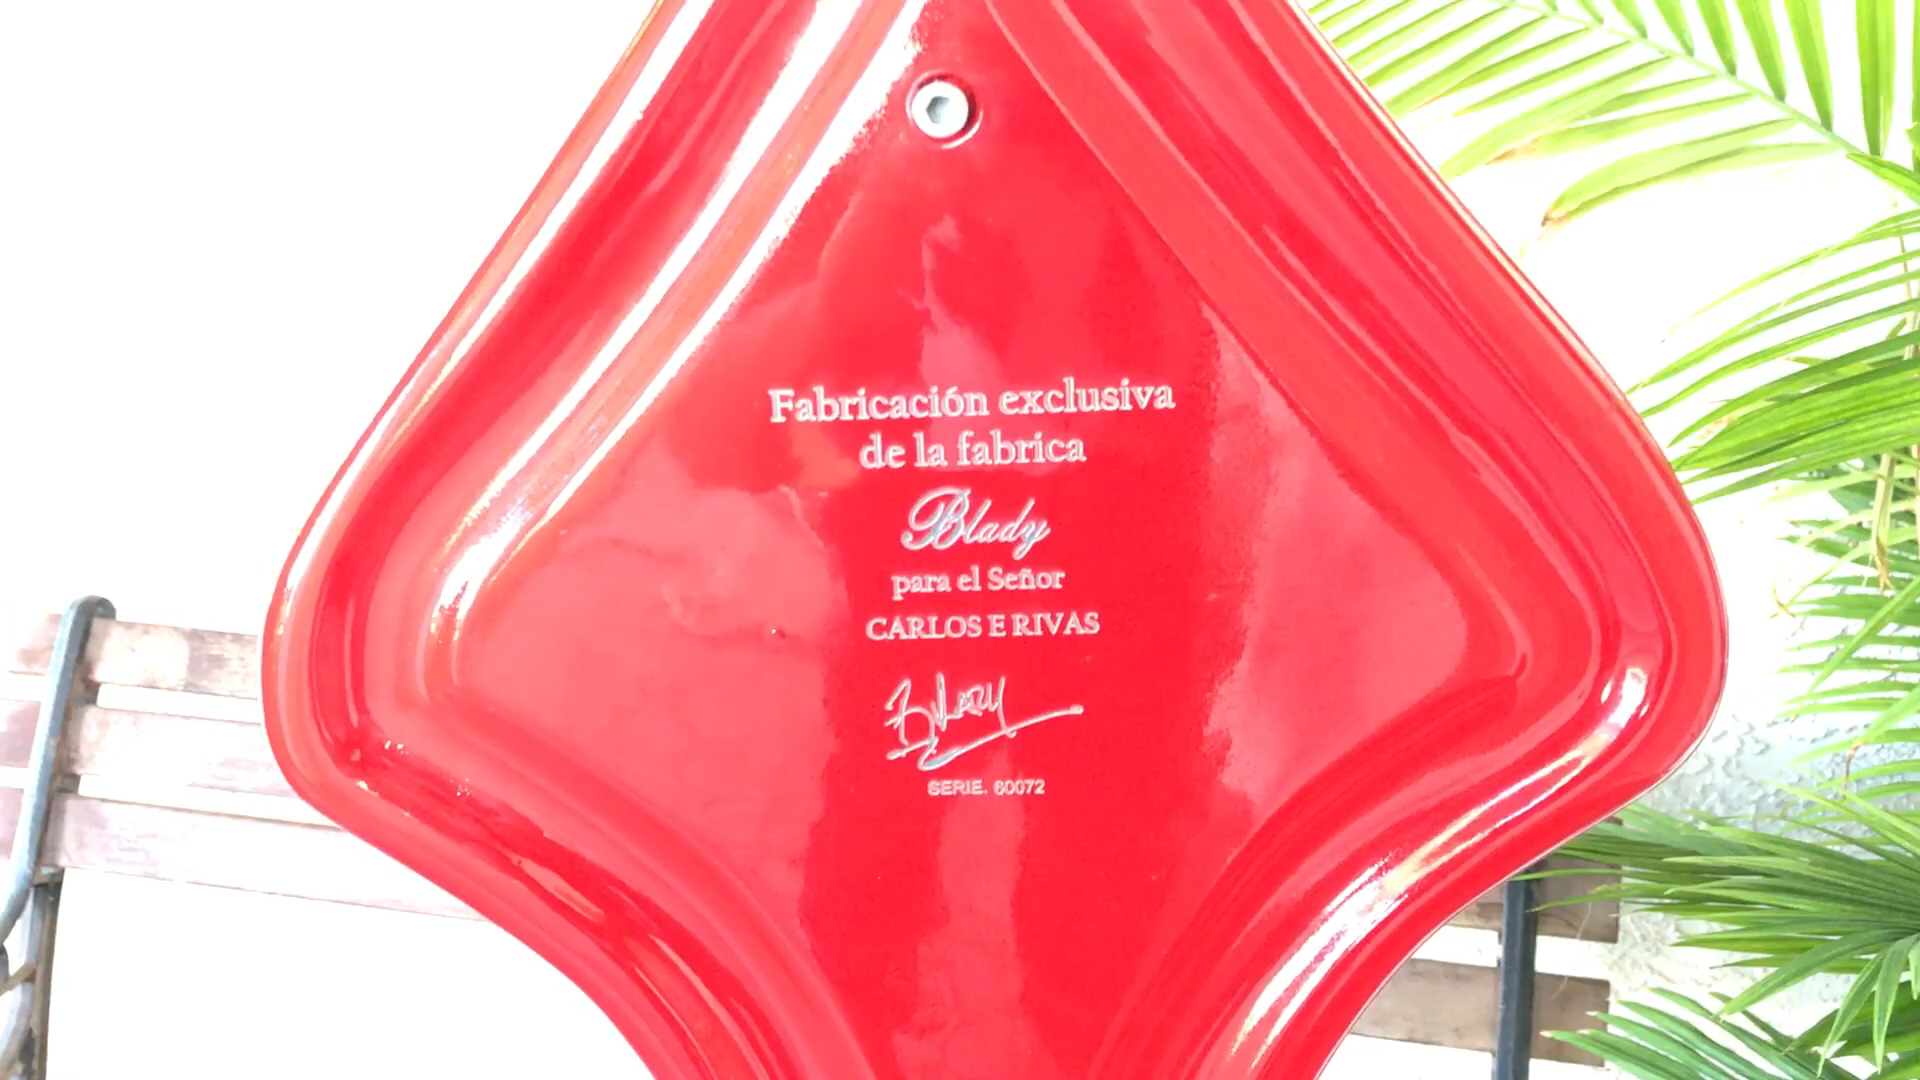 Fabricación exclusiva
de la fabrica
Blady
para el Señor
CARLOS E RIVAS
SERIE. 60072